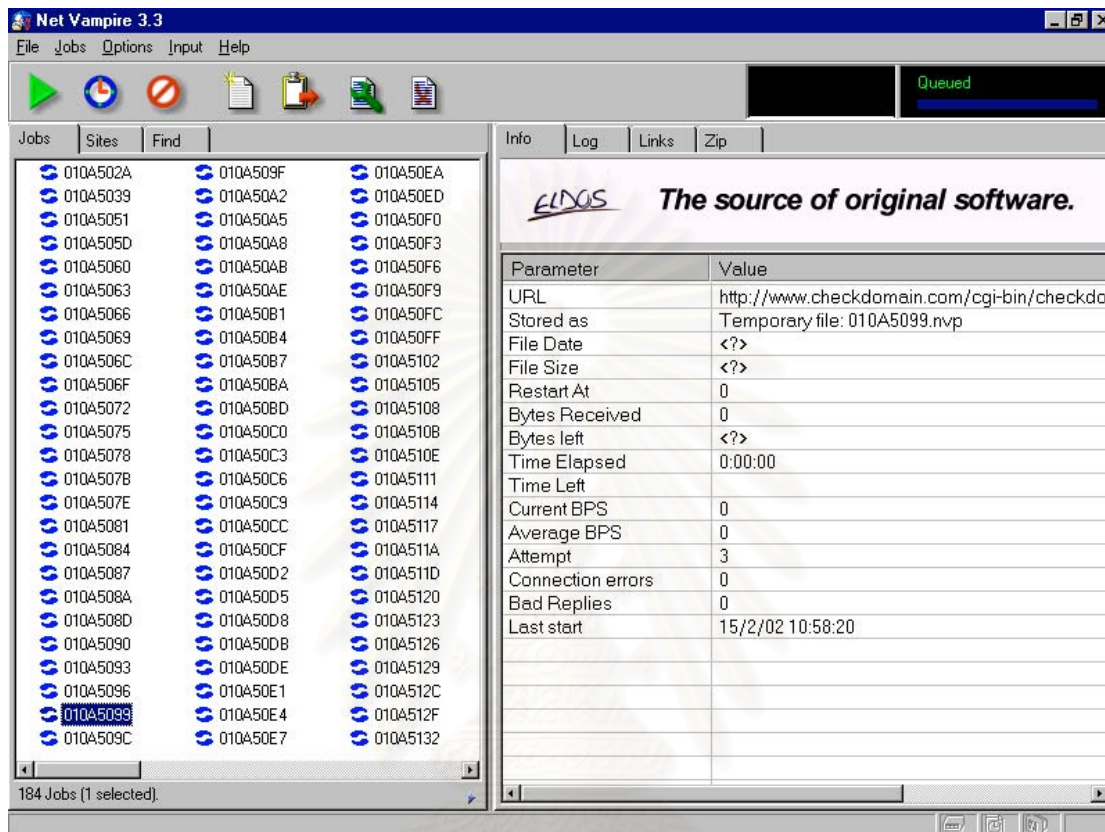 Net Vampire 3.3
File Jobs Options Input Help
Queued
Jobs Sites Find
010A502A 010A509F 010A50EA
010A5039 010A50A2 010A50ED
010A5051 010A50A5 010A50F0
010A505D 010A50A8 010A50F3
010A5060 010A50AB 010A50F6
010A5063 010A50AE 010A50F9
010A5066 010A50B1 010A50FC
010A5069 010A50B4 010A50FF
010A506C 010A50B7 010A5102
010A506F 010A50BA 010A5105
010A5072 010A50BD 010A5108
010A5075 010A50C0 010A510B
010A5078 010A50C3 010A510E
010A507B 010A50C6 010A5111
010A507E 010A50C9 010A5114
010A5081 010A50CC 010A5117
010A5084 010A50CF 010A511A
010A5087 010A50D2 010A511D
010A508A 010A50D5 010A5120
010A508D 010A50D8 010A5123
010A5090 010A50DB 010A5126
010A5093 010A50DE 010A5129
010A5096 010A50E1 010A512C
010A5099 010A50E4 010A512F
010A509C 010A50E7 010A5132
184 Jobs (1 selected).
Info Log Links Zip
ELDOS The source of original software.
Parameter Value
URL http://www.checkdomain.com/cgi-bin/checkdo
Stored as Temporary file: 010A5099.nvp
File Date <?>
File Size <?>
Restart At 0
Bytes Received 0
Bytes left <?>
Time Elapsed 0:00:00
Time Left
Current BPS 0
Average BPS 0
Attempt 3
Connection errors 0
Bad Replies 0
Last start 15/2/02 10:58:20